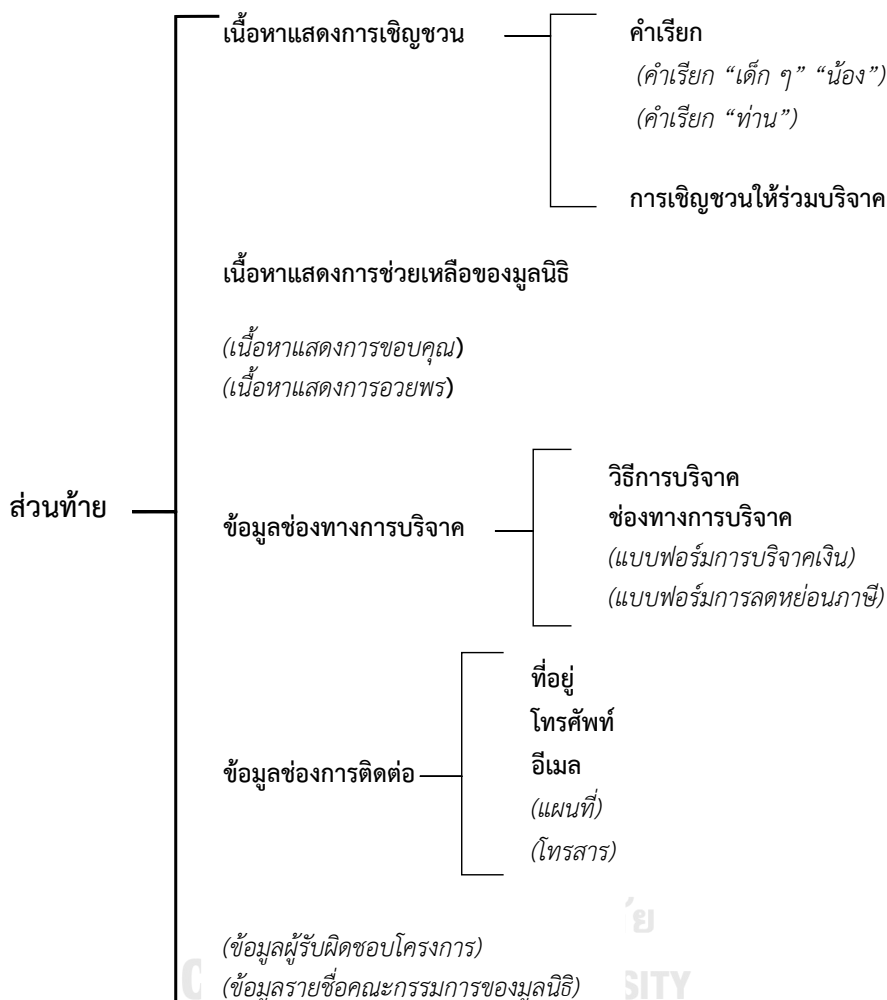 เนื้อหาแสดงการเชิญชวน
คำเรียก
(คำเรียก “เด็ก ๆ” “น้อง”)
(คำเรียก “ท่าน”)
การเชิญชวนให้ร่วมบริจาค
เนื้อหาแสดงการช่วยเหลือของมูลนิธิ
(เนื้อหาแสดงการขอบคุณ)
(เนื้อหาแสดงการอวยพร)
ส่วนท้าย
ข้อมูลช่องทางการบริจาค
วิธีการบริจาค
ช่องทางการบริจาค
(แบบฟอร์มการบริจาคเงิน)
(แบบฟอร์มการลดหย่อนภาษี)
ข้อมูลช่องการติดต่อ
ที่อยู่
โทรศัพท์
อีเมล
(แผนที่)
(โทรสาร)
(ข้อมูลผู้รับผิดชอบโครงการ)
(ข้อมูลรายชื่อคณะกรรมการของมูลนิธิ)